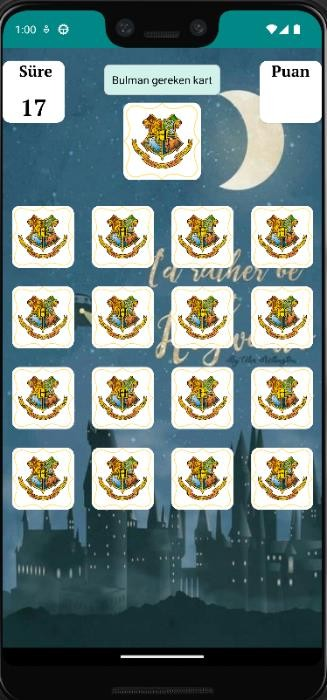 1:00
Süre
17
Bulman gereken kart
Puan
I'd rather be